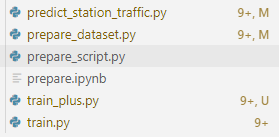 predict_station_traffic.py 9+, M
prepare_dataset.py 9+, M
prepare_script.py
prepare.ipynb
train_plus.py 9+, U
train.py 9+